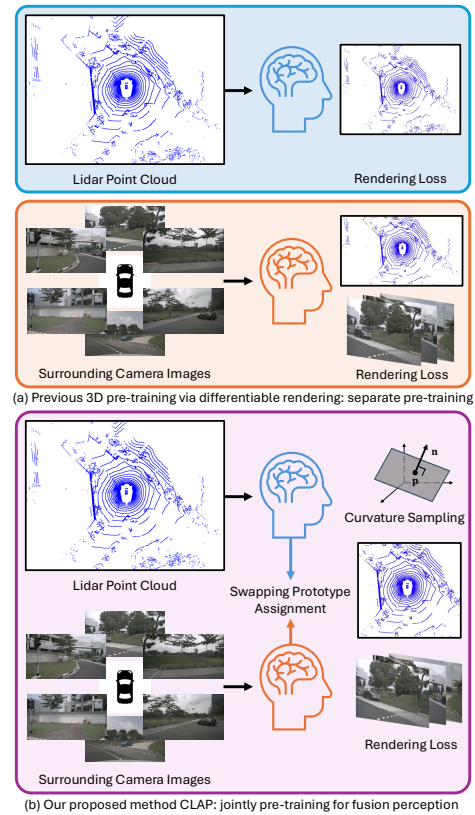 Lidar Point Cloud
Rendering Loss
Surrounding Camera Images
Rendering Loss
(a) Previous 3D pre-training via differentiable rendering: separate pre-training
n
p
Curvature Sampling
Lidar Point Cloud
Swapping Prototype
Assignment
Rendering Loss
Surrounding Camera Images
(b) Our proposed method CLAP: jointly pre-training for fusion perception